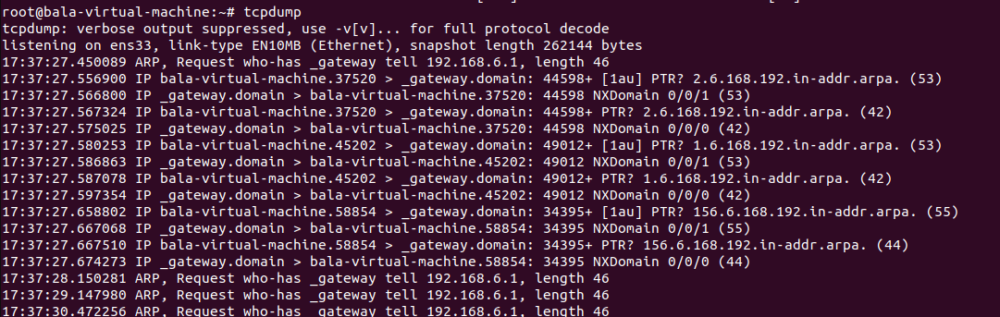 root@bala-virtual-machine:~# tcpdump
tcpdump: verbose output suppressed, use -v[v]... for full protocol decode
listening on ens33, link-type EN10MB (Ethernet), snapshot length 262144 bytes
17:37:27.450089 ARP, Request who-has _gateway tell 192.168.6.1, length 46
17:37:27.556900 IP bala-virtual-machine.37520 > _gateway.domain: 44598+ [1au] PTR? 2.6.168.192.in-addr.arpa. (53)
17:37:27.566800 IP _gateway.domain > bala-virtual-machine.37520: 44598 NXDomain 0/0/1 (53)
17:37:27.567324 IP bala-virtual-machine.37520 > _gateway.domain: 44598+ PTR? 2.6.168.192.in-addr.arpa. (42)
17:37:27.575025 IP _gateway.domain > bala-virtual-machine.37520: 44598 NXDomain 0/0/0 (42)
17:37:27.580253 IP bala-virtual-machine.45202 > _gateway.domain: 49012+ [1au] PTR? 1.6.168.192.in-addr.arpa. (53)
17:37:27.586863 IP _gateway.domain > bala-virtual-machine.45202: 49012 NXDomain 0/0/1 (53)
17:37:27.587078 IP bala-virtual-machine.45202 > _gateway.domain: 49012+ PTR? 1.6.168.192.in-addr.arpa. (42)
17:37:27.597354 IP _gateway.domain > bala-virtual-machine.45202: 49012 NXDomain 0/0/0 (42)
17:37:27.658802 IP bala-virtual-machine.58854 > _gateway.domain: 34395+ [1au] PTR? 156.6.168.192.in-addr.arpa. (55)
17:37:27.667068 IP _gateway.domain > bala-virtual-machine.58854: 34395 NXDomain 0/0/1 (55)
17:37:27.667510 IP bala-virtual-machine.58854 > _gateway.domain: 34395+ PTR? 156.6.168.192.in-addr.arpa. (44)
17:37:27.674273 IP _gateway.domain > bala-virtual-machine.58854: 34395 NXDomain 0/0/0 (44)
17:37:28.150281 ARP, Request who-has _gateway tell 192.168.6.1, length 46
17:37:29.147980 ARP, Request who-has _gateway tell 192.168.6.1, length 46
17:37:30.472256 ARP, Request who-has _gateway tell 192.168.6.1, length 46